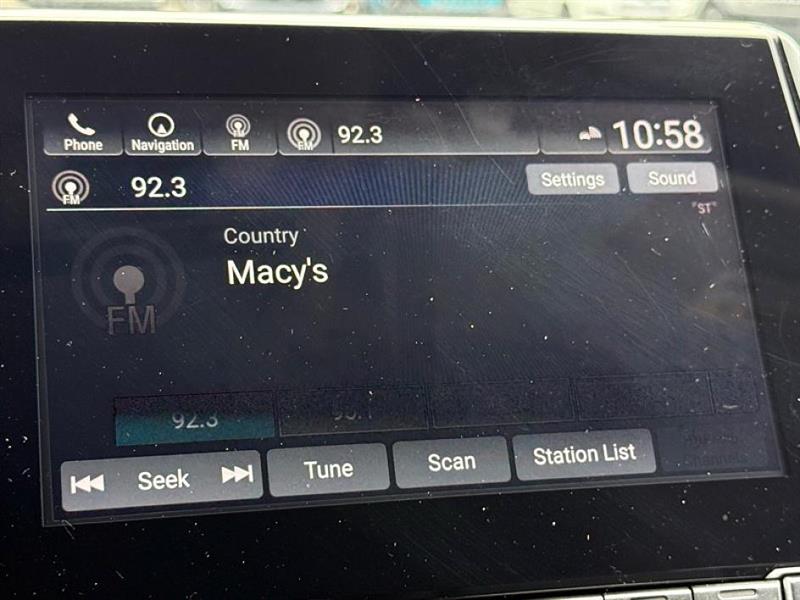 Phone
Navigation
FM
FM
92.3
10:58
FM
92.3
Settings
Sound
"ST"
Country
Macy's
FM
92.3
Seek
Tune
Scan
Station List